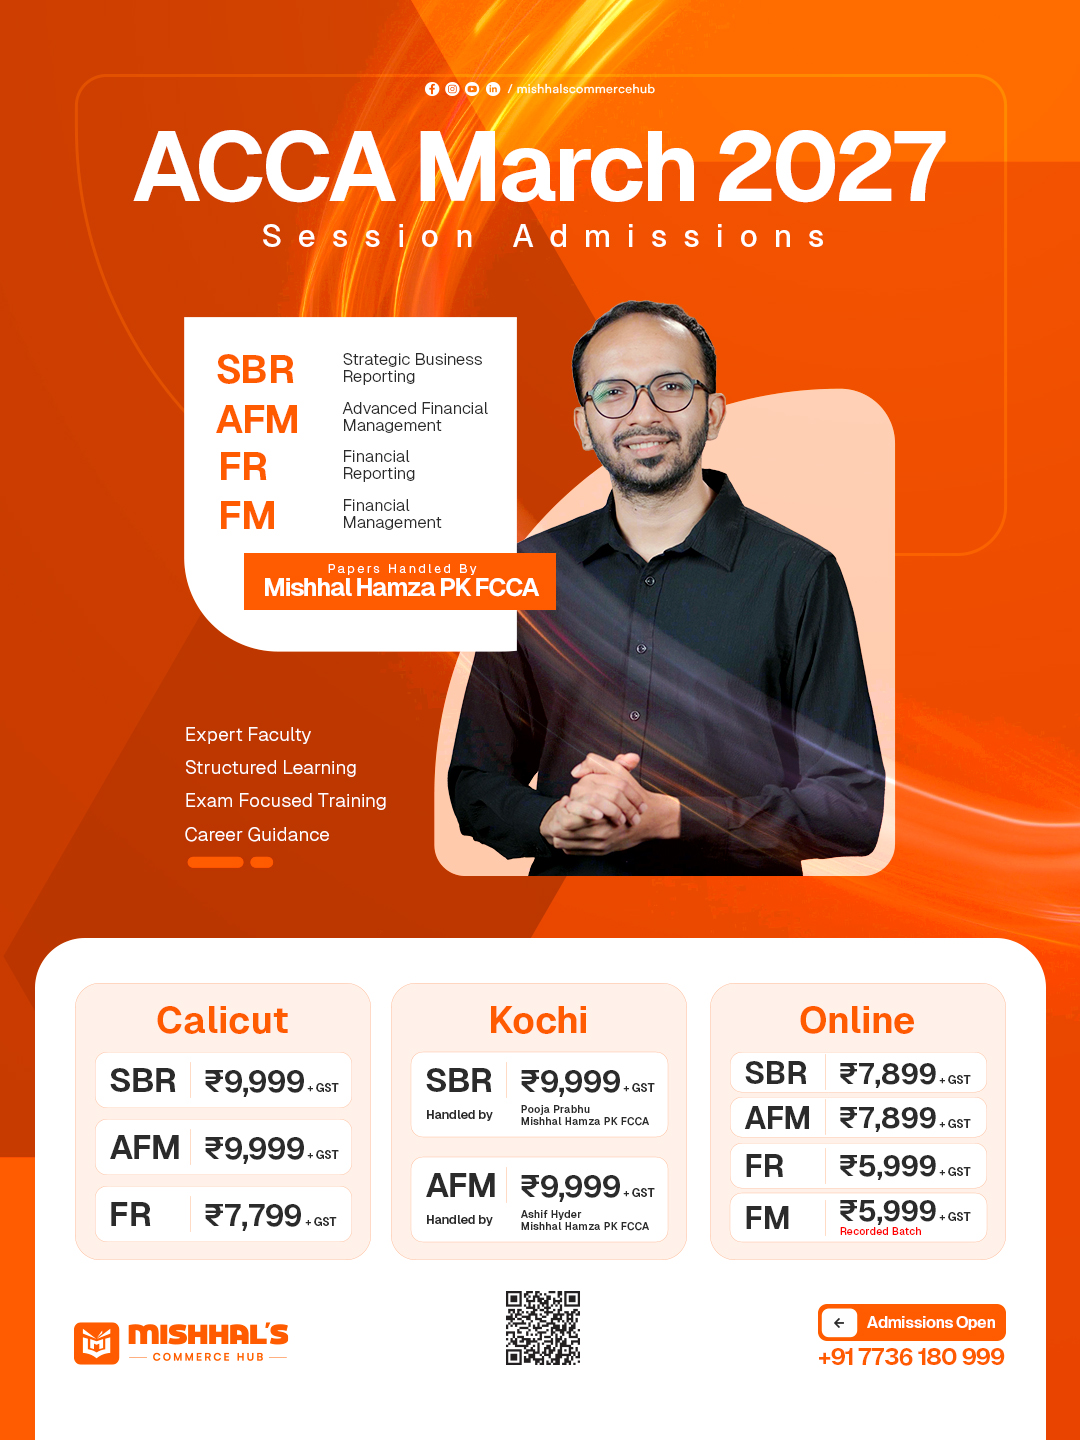 / mishhalscommercehub
ACCA March 2027
Session Admissions
SBR
Strategic Business
Reporting
AFM
Advanced Financial
Management
FR
Financial
Reporting
FM
Financial
Management
Papers Handled By
Mishhal Hamza PK FCCA
Expert Faculty
Structured Learning
Exam Focused Training
Career Guidance
Calicut
SBR ₹9,999 + GST
AFM ₹9,999 + GST
FR ₹7,799 + GST
Kochi
SBR ₹9,999 + GST
Handled by
Pooja Prabhu
Mishhal Hamza PK FCCA
AFM ₹9,999 + GST
Handled by
Ashif Hyder
Mishhal Hamza PK FCCA
Online
SBR ₹7,899 + GST
AFM ₹7,899 + GST
FR ₹5,999 + GST
FM ₹5,999 + GST
Recorded Batch
MISHHAL'S
COMMERCE HUB
Admissions Open
+91 7736 180 999